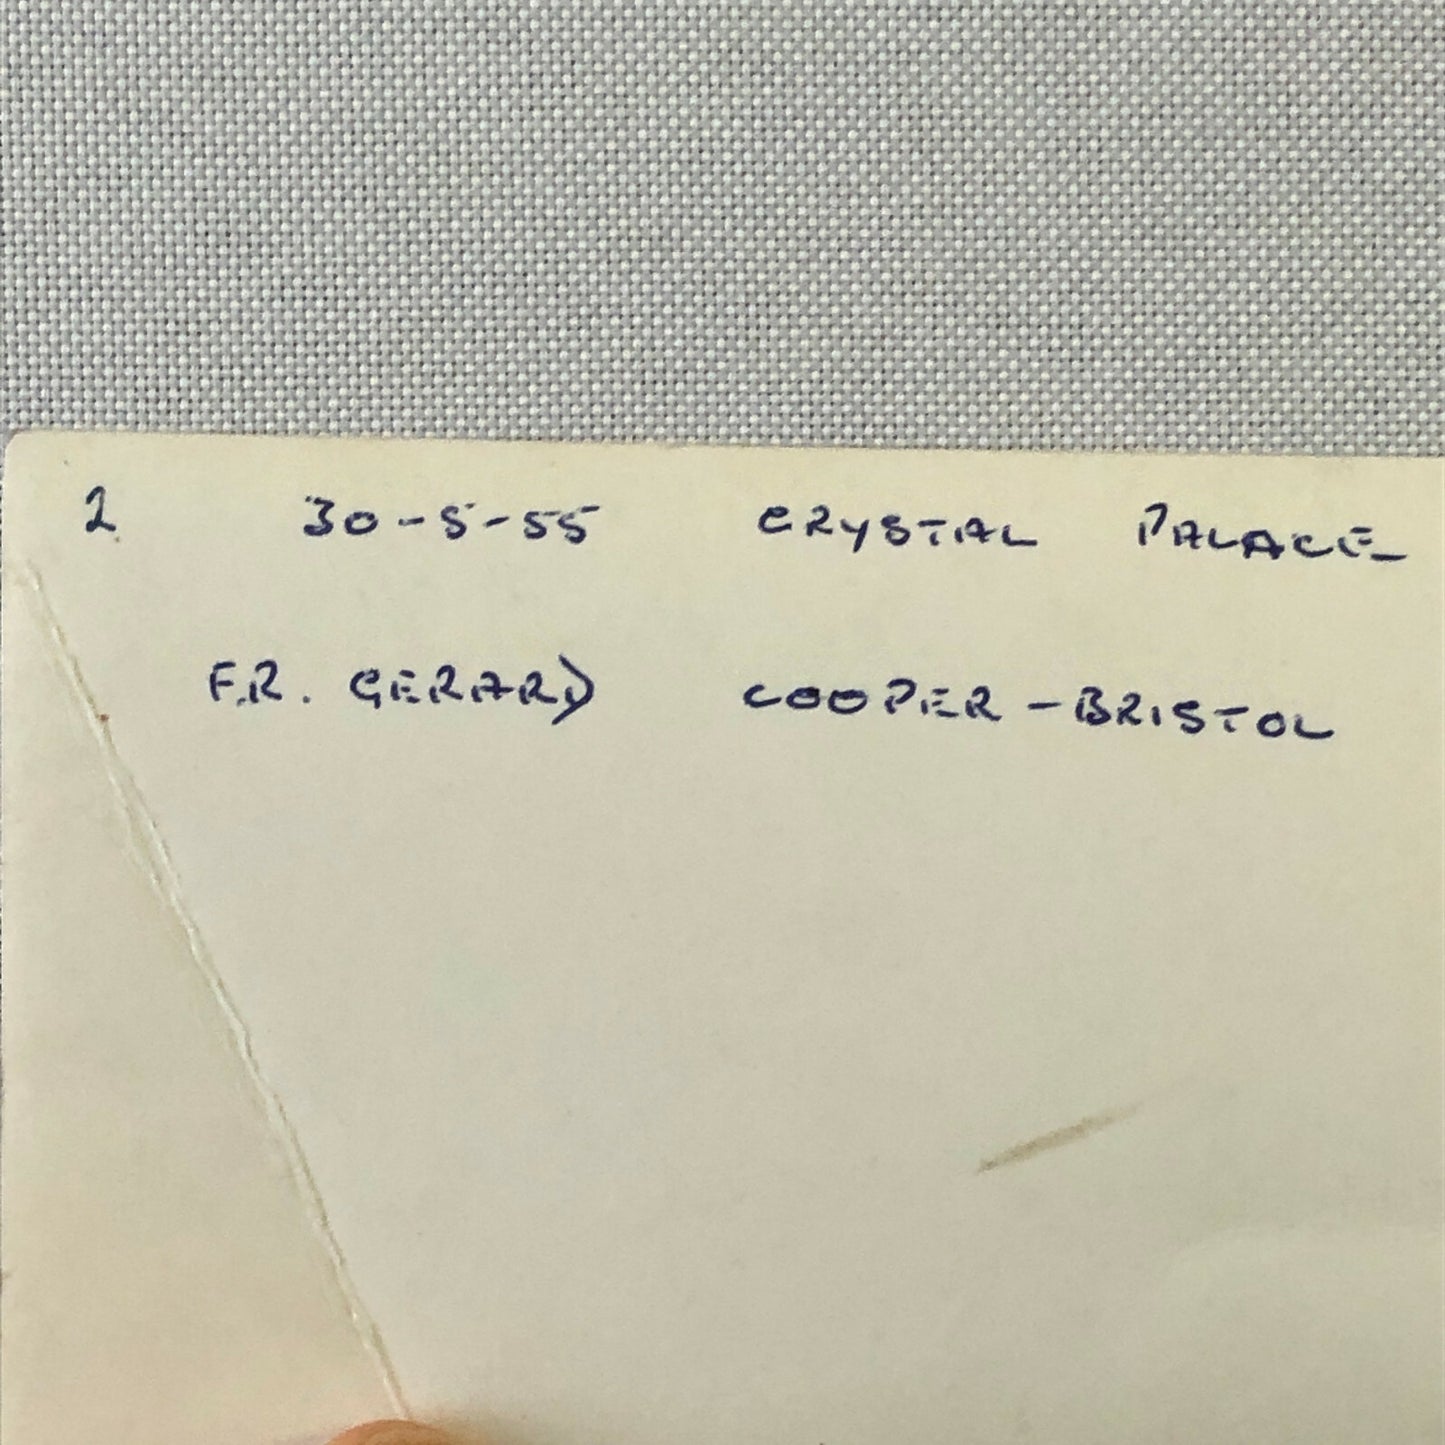 2 30-5-55 CRYSTAL PALACE
F.R. GERARD COOPER-BRISTOL